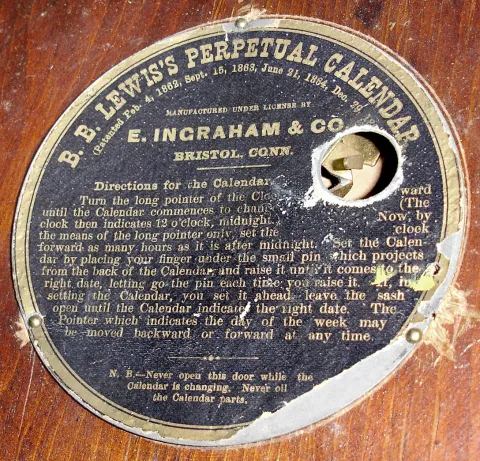 B. B. LEWIS'S PERPETUAL CALENDAR
(Patented Feb. 4, 1862, Sept. 15, 1863, June 21, 1864, Dec. 29
MANUFACTURED UNDER LICENSE BY
E. INGRAHAM & CO
BRISTOL, CONN.
Directions for the Calendar
Turn the long pointer of the Clo ward
until the Calendar commences to chan (The
clock then indicates 12 o'clock, midnight. Now, by
the means of the long pointer only, set the clock
forward as many hours as it is after midnight. Set the Calen-
dar by placing your finger under the small pin which projects
from the back of the Calendar, and raise it until it comes to the
right date, letting go the pin each time you raise it. If, in
setting the Calendar, you set it ahead, leave the sash
open until the Calendar indicates the right date. The
Pointer which indicates the day of the week may
be moved backward or forward at any time.
N. B.—Never open this door while the
Calendar is changing. Never oil
the Calendar parts.